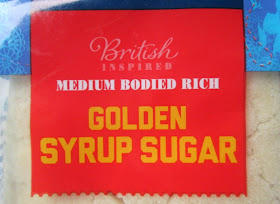 British
INSPIRED
MEDIUM BODIED RICH
GOLDEN
SYRUP SUGAR